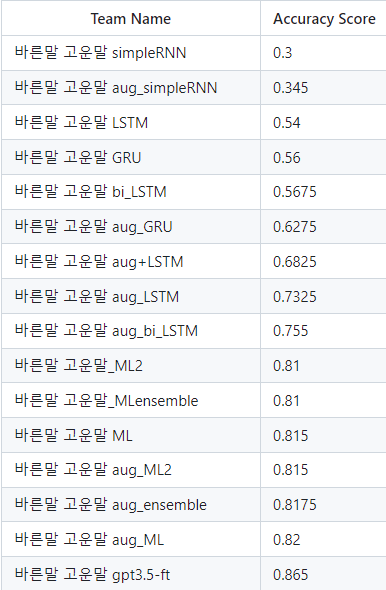 Team Name Accuracy Score
바른말 고운말 simpleRNN 0.3
바른말 고운말 aug_simpleRNN 0.345
바른말 고운말 LSTM 0.54
바른말 고운말 GRU 0.56
바른말 고운말 bi_LSTM 0.5675
바른말 고운말 aug_GRU 0.6275
바른말 고운말 aug+LSTM 0.6825
바른말 고운말 aug_LSTM 0.7325
바른말 고운말 aug_bi_LSTM 0.755
바른말 고운말_ML2 0.81
바른말 고운말_MLensemble 0.81
바른말 고운말 ML 0.815
바른말 고운말 aug_ML2 0.815
바른말 고운말 aug_ensemble 0.8175
바른말 고운말 aug_ML 0.82
바른말 고운말 gpt3.5-ft 0.865